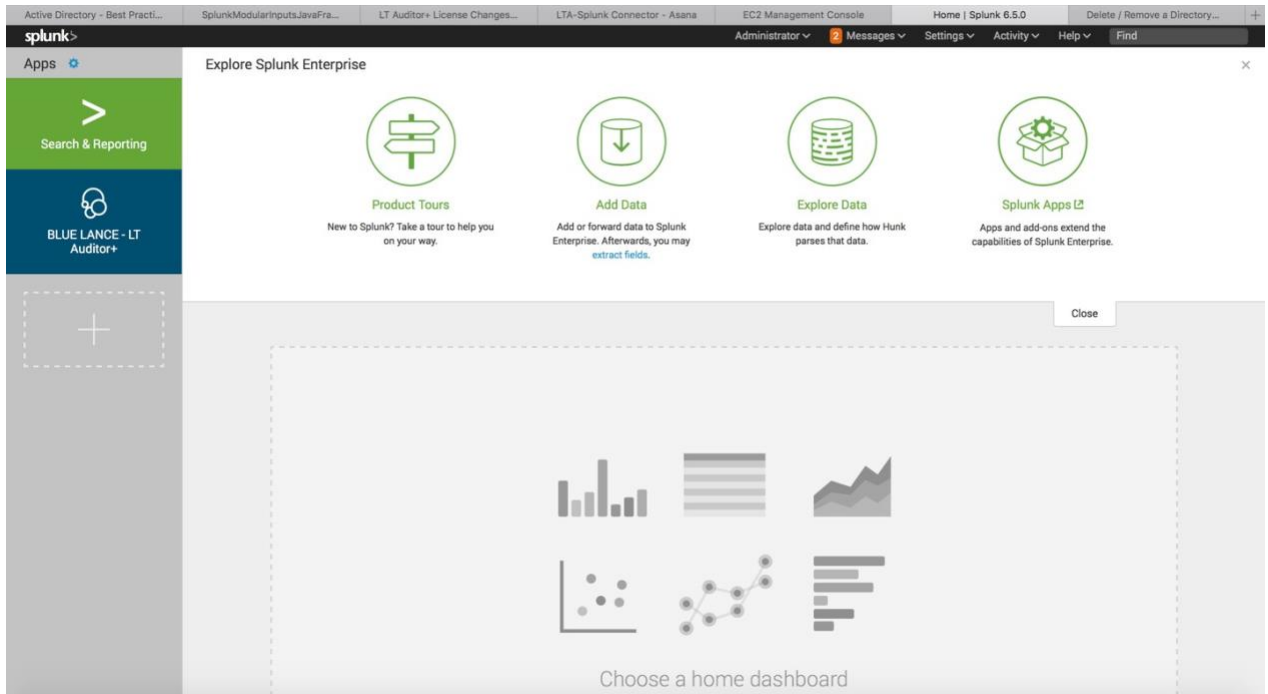 Active Directory - Best Practi...
SplunkModularInputsJavaFra...
LT Auditor+ License Changes...
LTA-Splunk Connector - Asana
EC2 Management Console
Home | Splunk 6.5.0
Delete / Remove a Directory...
splunk>
Administrator
2 Messages
Settings
Activity
Help
Find
Apps
Explore Splunk Enterprise
Search & Reporting
BLUE LANCE - LT
Auditor+
Product Tours
New to Splunk? Take a tour to help you
on your way.
Add Data
Add or forward data to Splunk
Enterprise. Afterwards, you may
extract fields.
Explore Data
Explore data and define how Hunk
parses that data.
Splunk Apps
Apps and add-ons extend the
capabilities of Splunk Enterprise.
Close
Choose a home dashboard